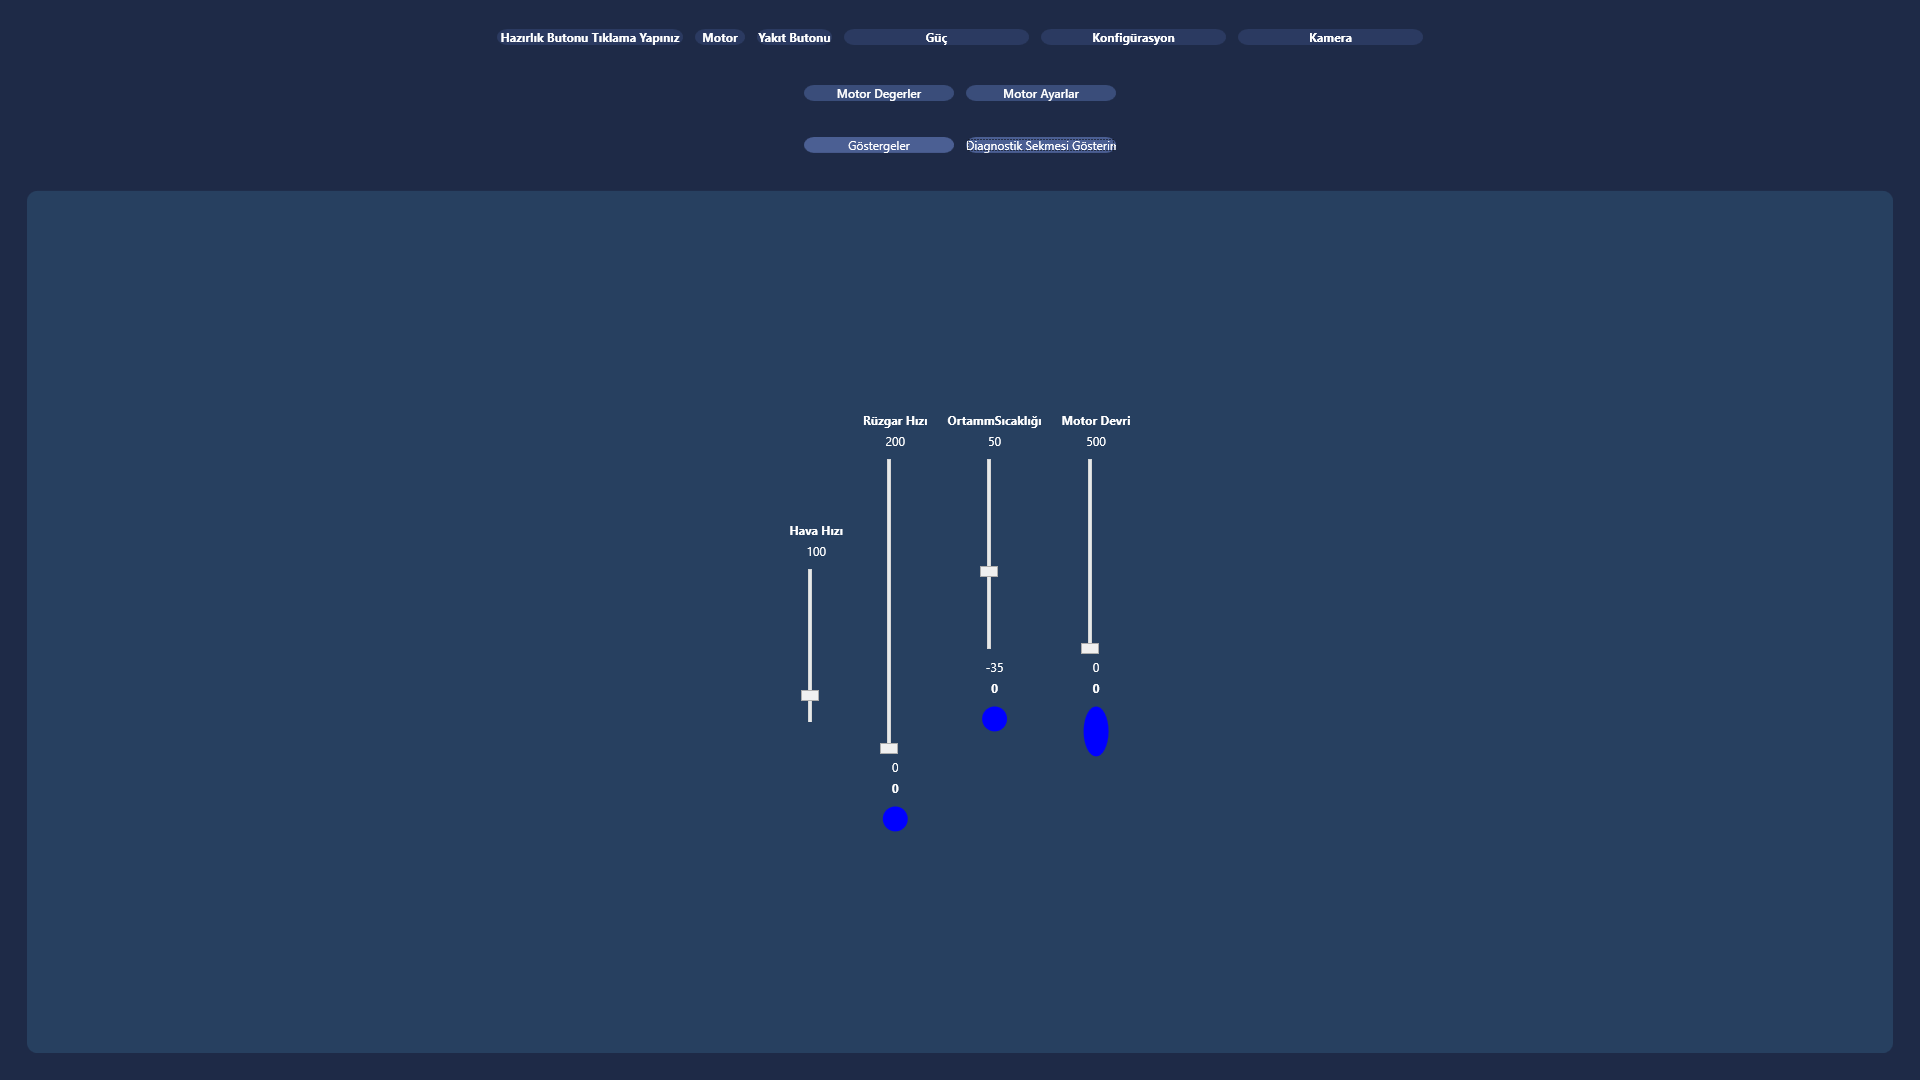 Hazırlık Butonu Tıklama Yapınız
Motor
Yakıt Butonu
Güç
Konfigürasyon
Kamera
Motor Degerler
Motor Ayarlar
Göstergeler
Diagnostik Sekmesi Gösterin
Hava Hızı
100
Rüzgar Hızı
200
0
0
OrtammSıcaklığı
50
-35
0
Motor Devri
500
0
0